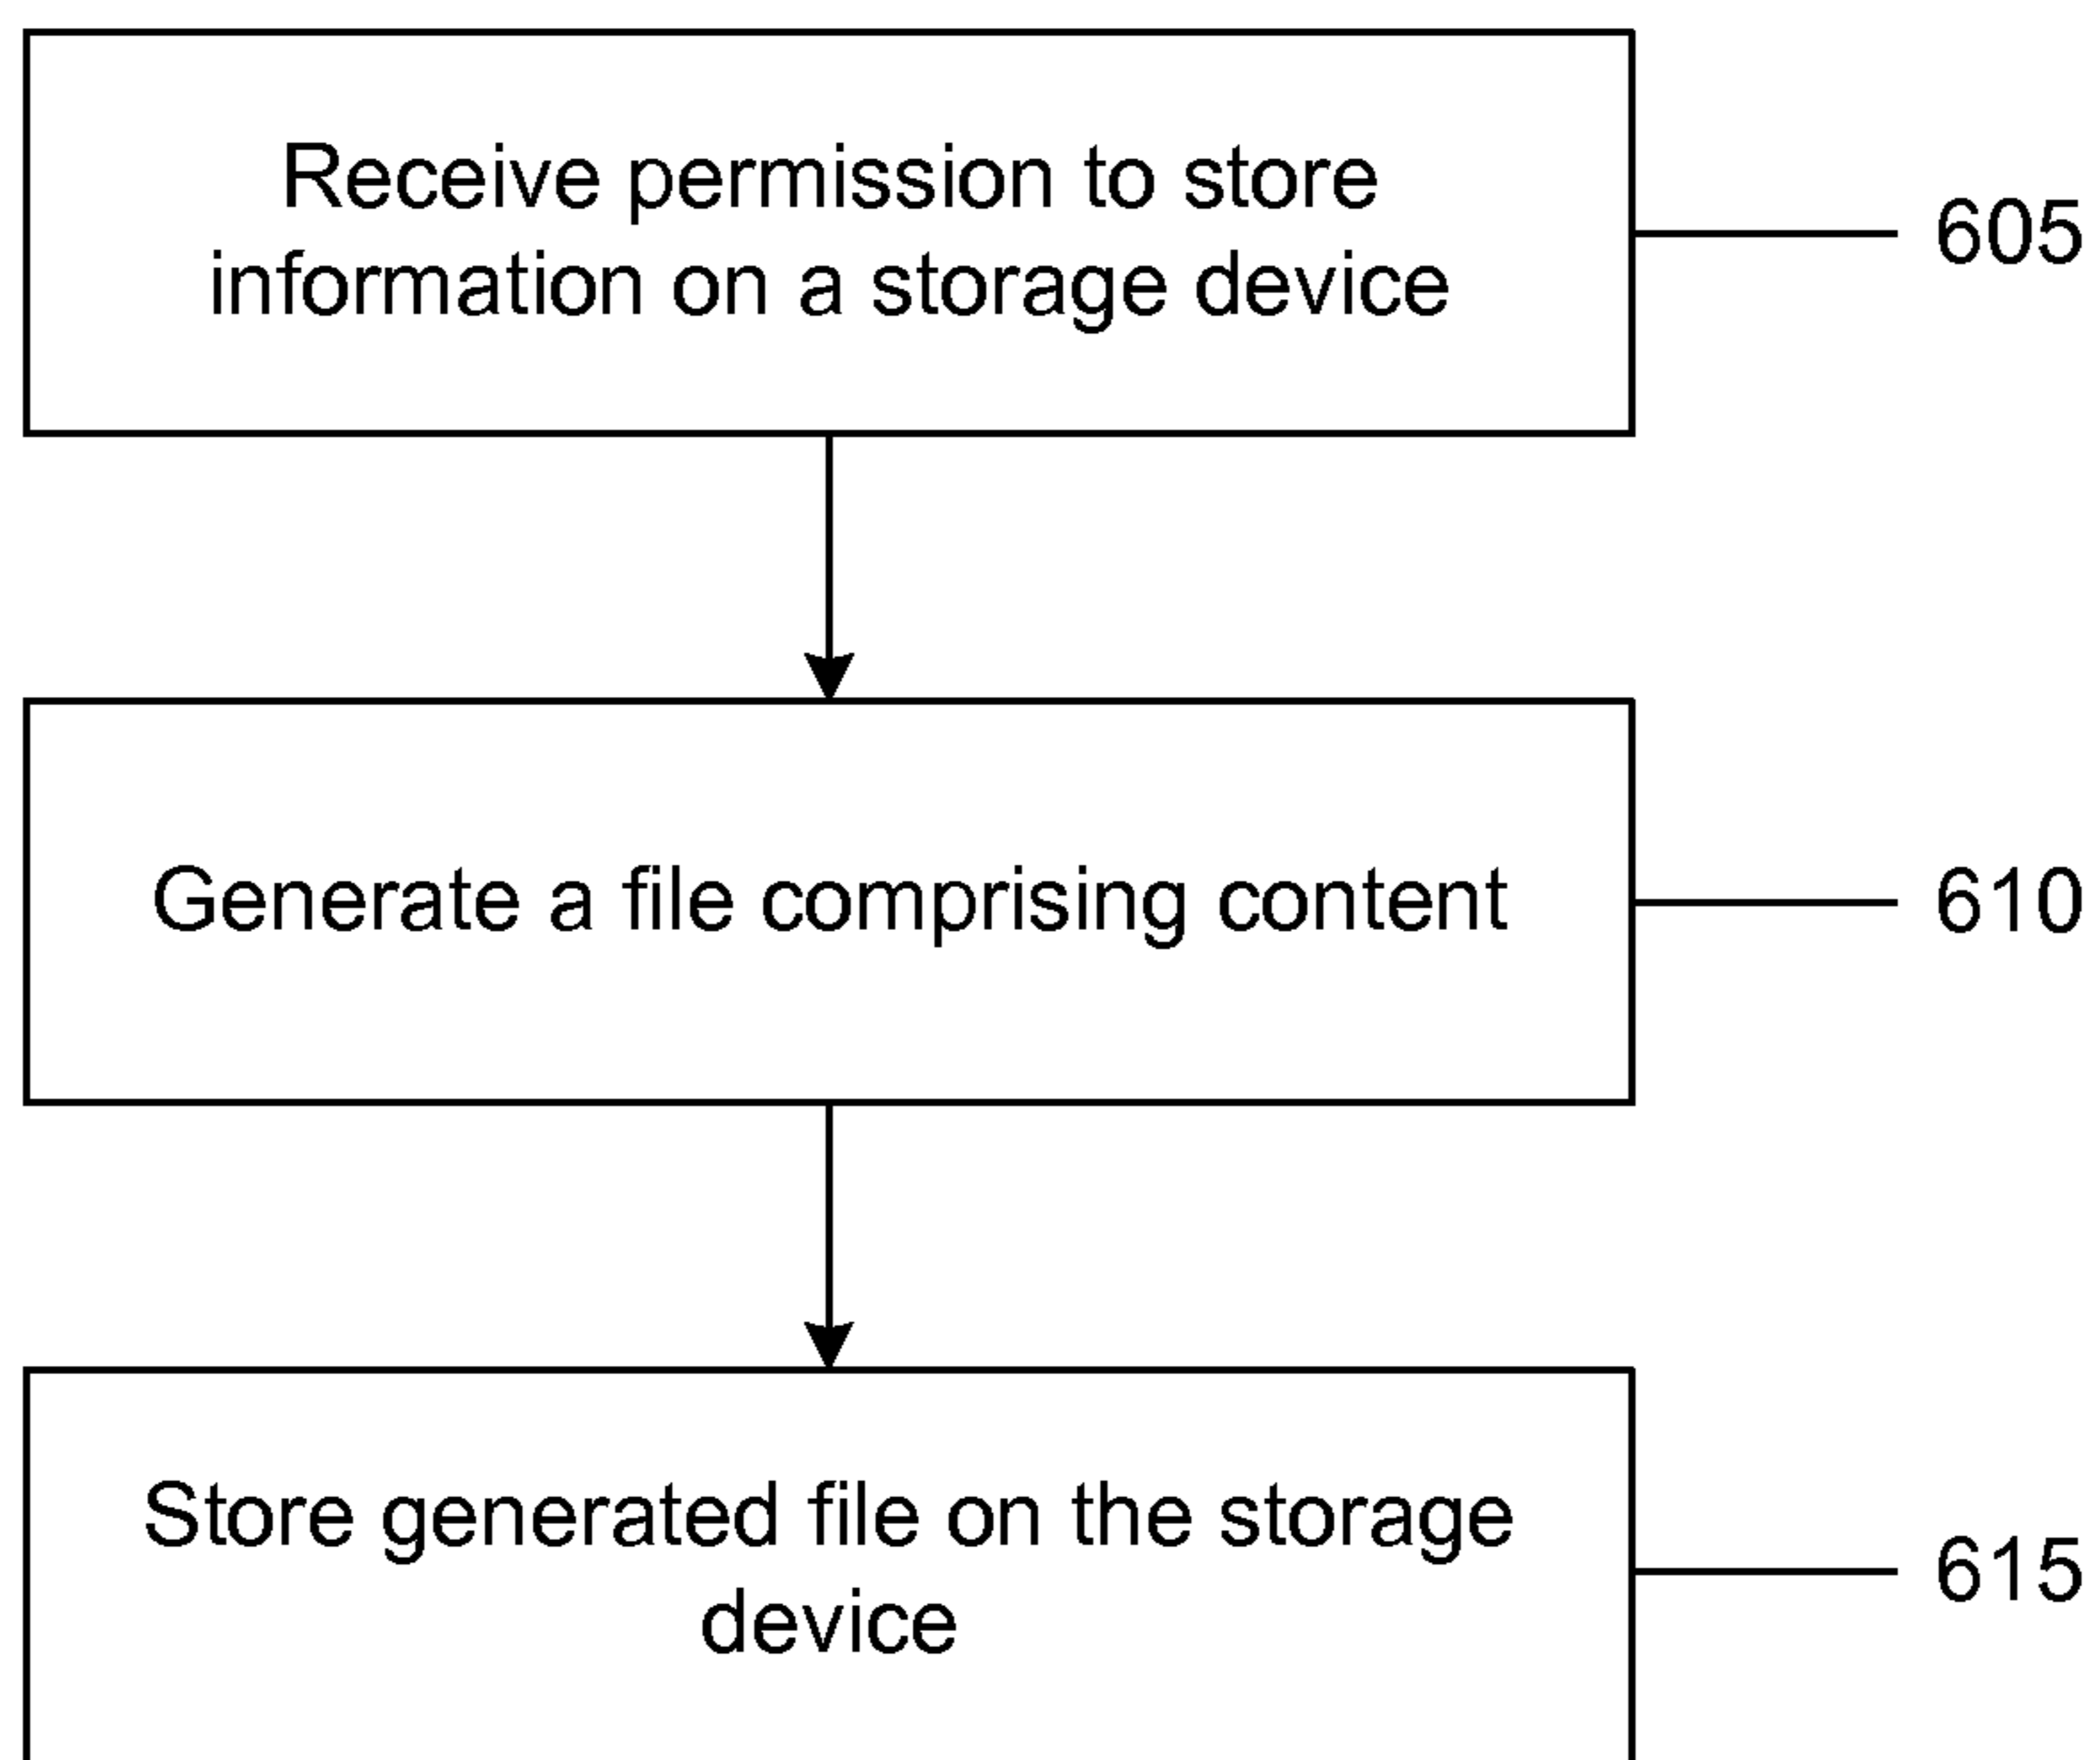 Receive permission to store
information on a storage device
605
Generate a file comprising content
610
Store generated file on the storage
device
615